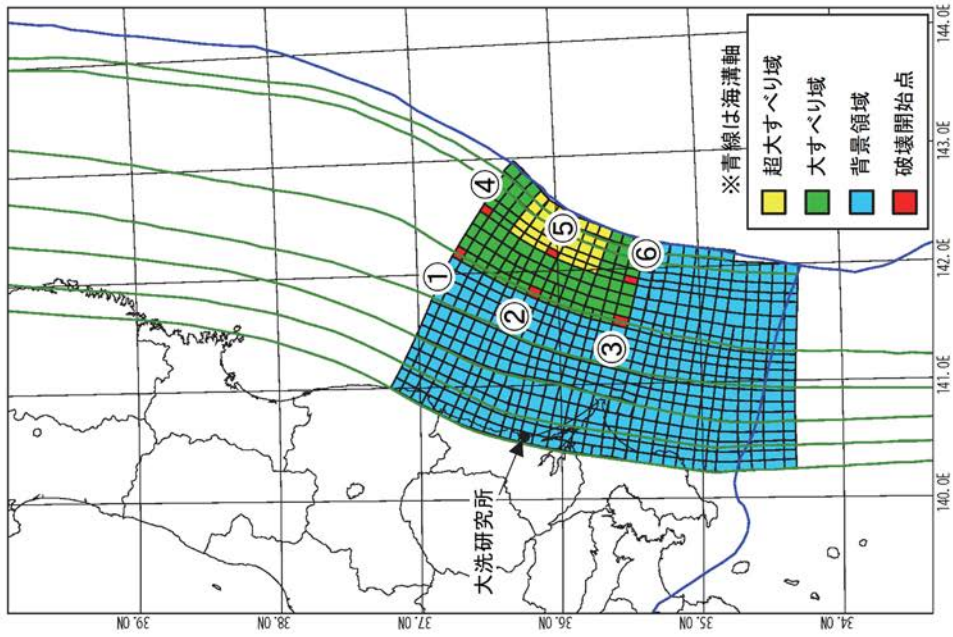 39.0N
38.0N
37.0N
36.0N
35.0N
34.0N
140.0E
141.0E
142.0E
143.0E
144.0E
①
②
③
④
⑤
⑥
大洗研究所
※青線は海溝軸
超大すべり域
大すべり域
背景領域
破壊開始点